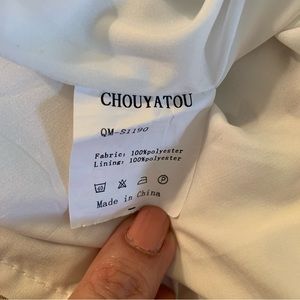 CHOUYATOU
QM-S1190
Fabric: 100%polyester
Lining: 100%polyester
Made in China